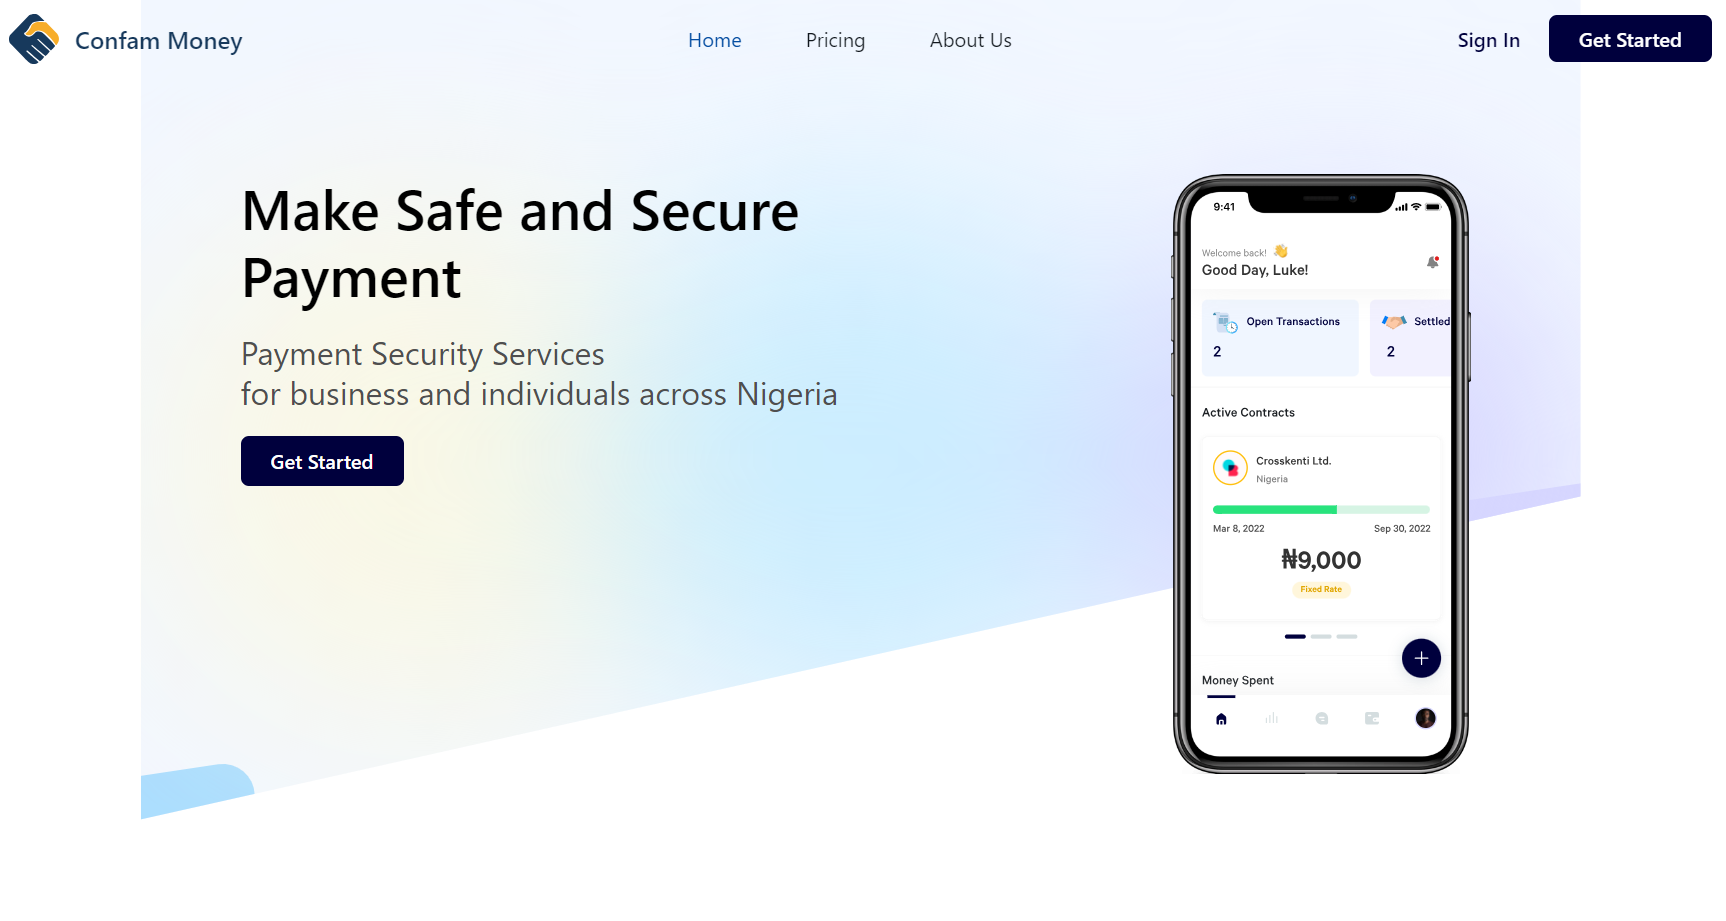 Confam Money
Home
Pricing
About Us
Sign In
Get Started
Make Safe and Secure
Payment
Payment Security Services
for business and individuals across Nigeria
Get Started
9:41
Welcome back! 👋
Good Day, Luke!
Open Transactions
2
Settled
2
Active Contracts
Crosskenti Ltd.
Nigeria
Mar 8, 2022
Sep 30, 2022
₦9,000
Fixed Rate
Money Spent